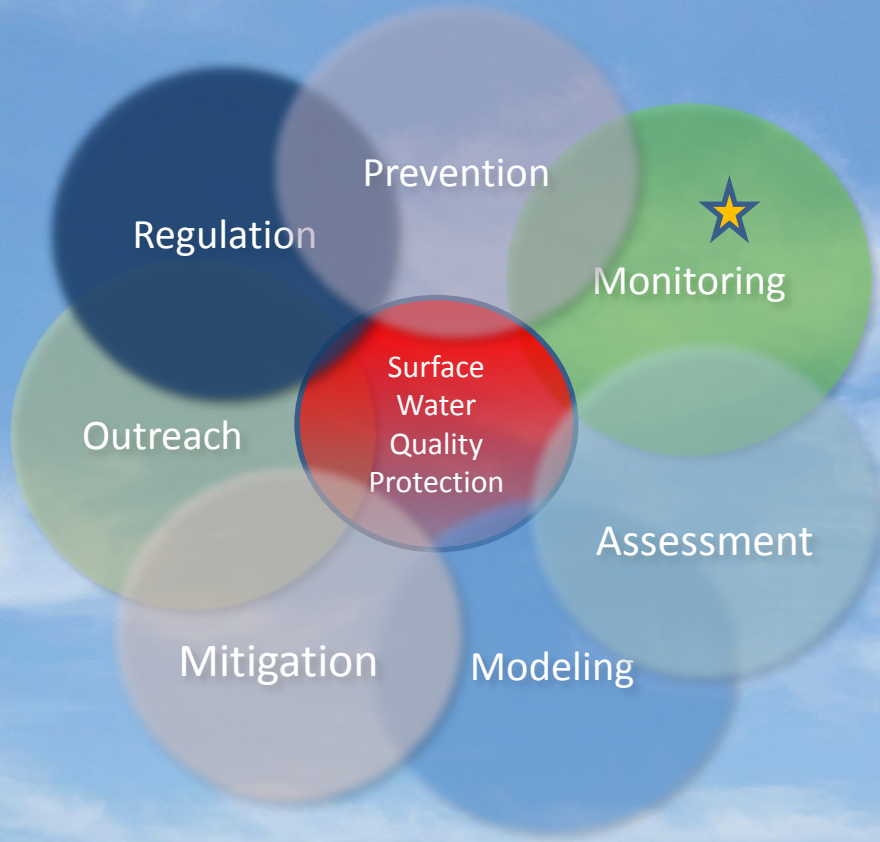 Prevention
Regulation
Monitoring
Surface
Water
Quality
Protection
Outreach
Assessment
Mitigation
Modeling